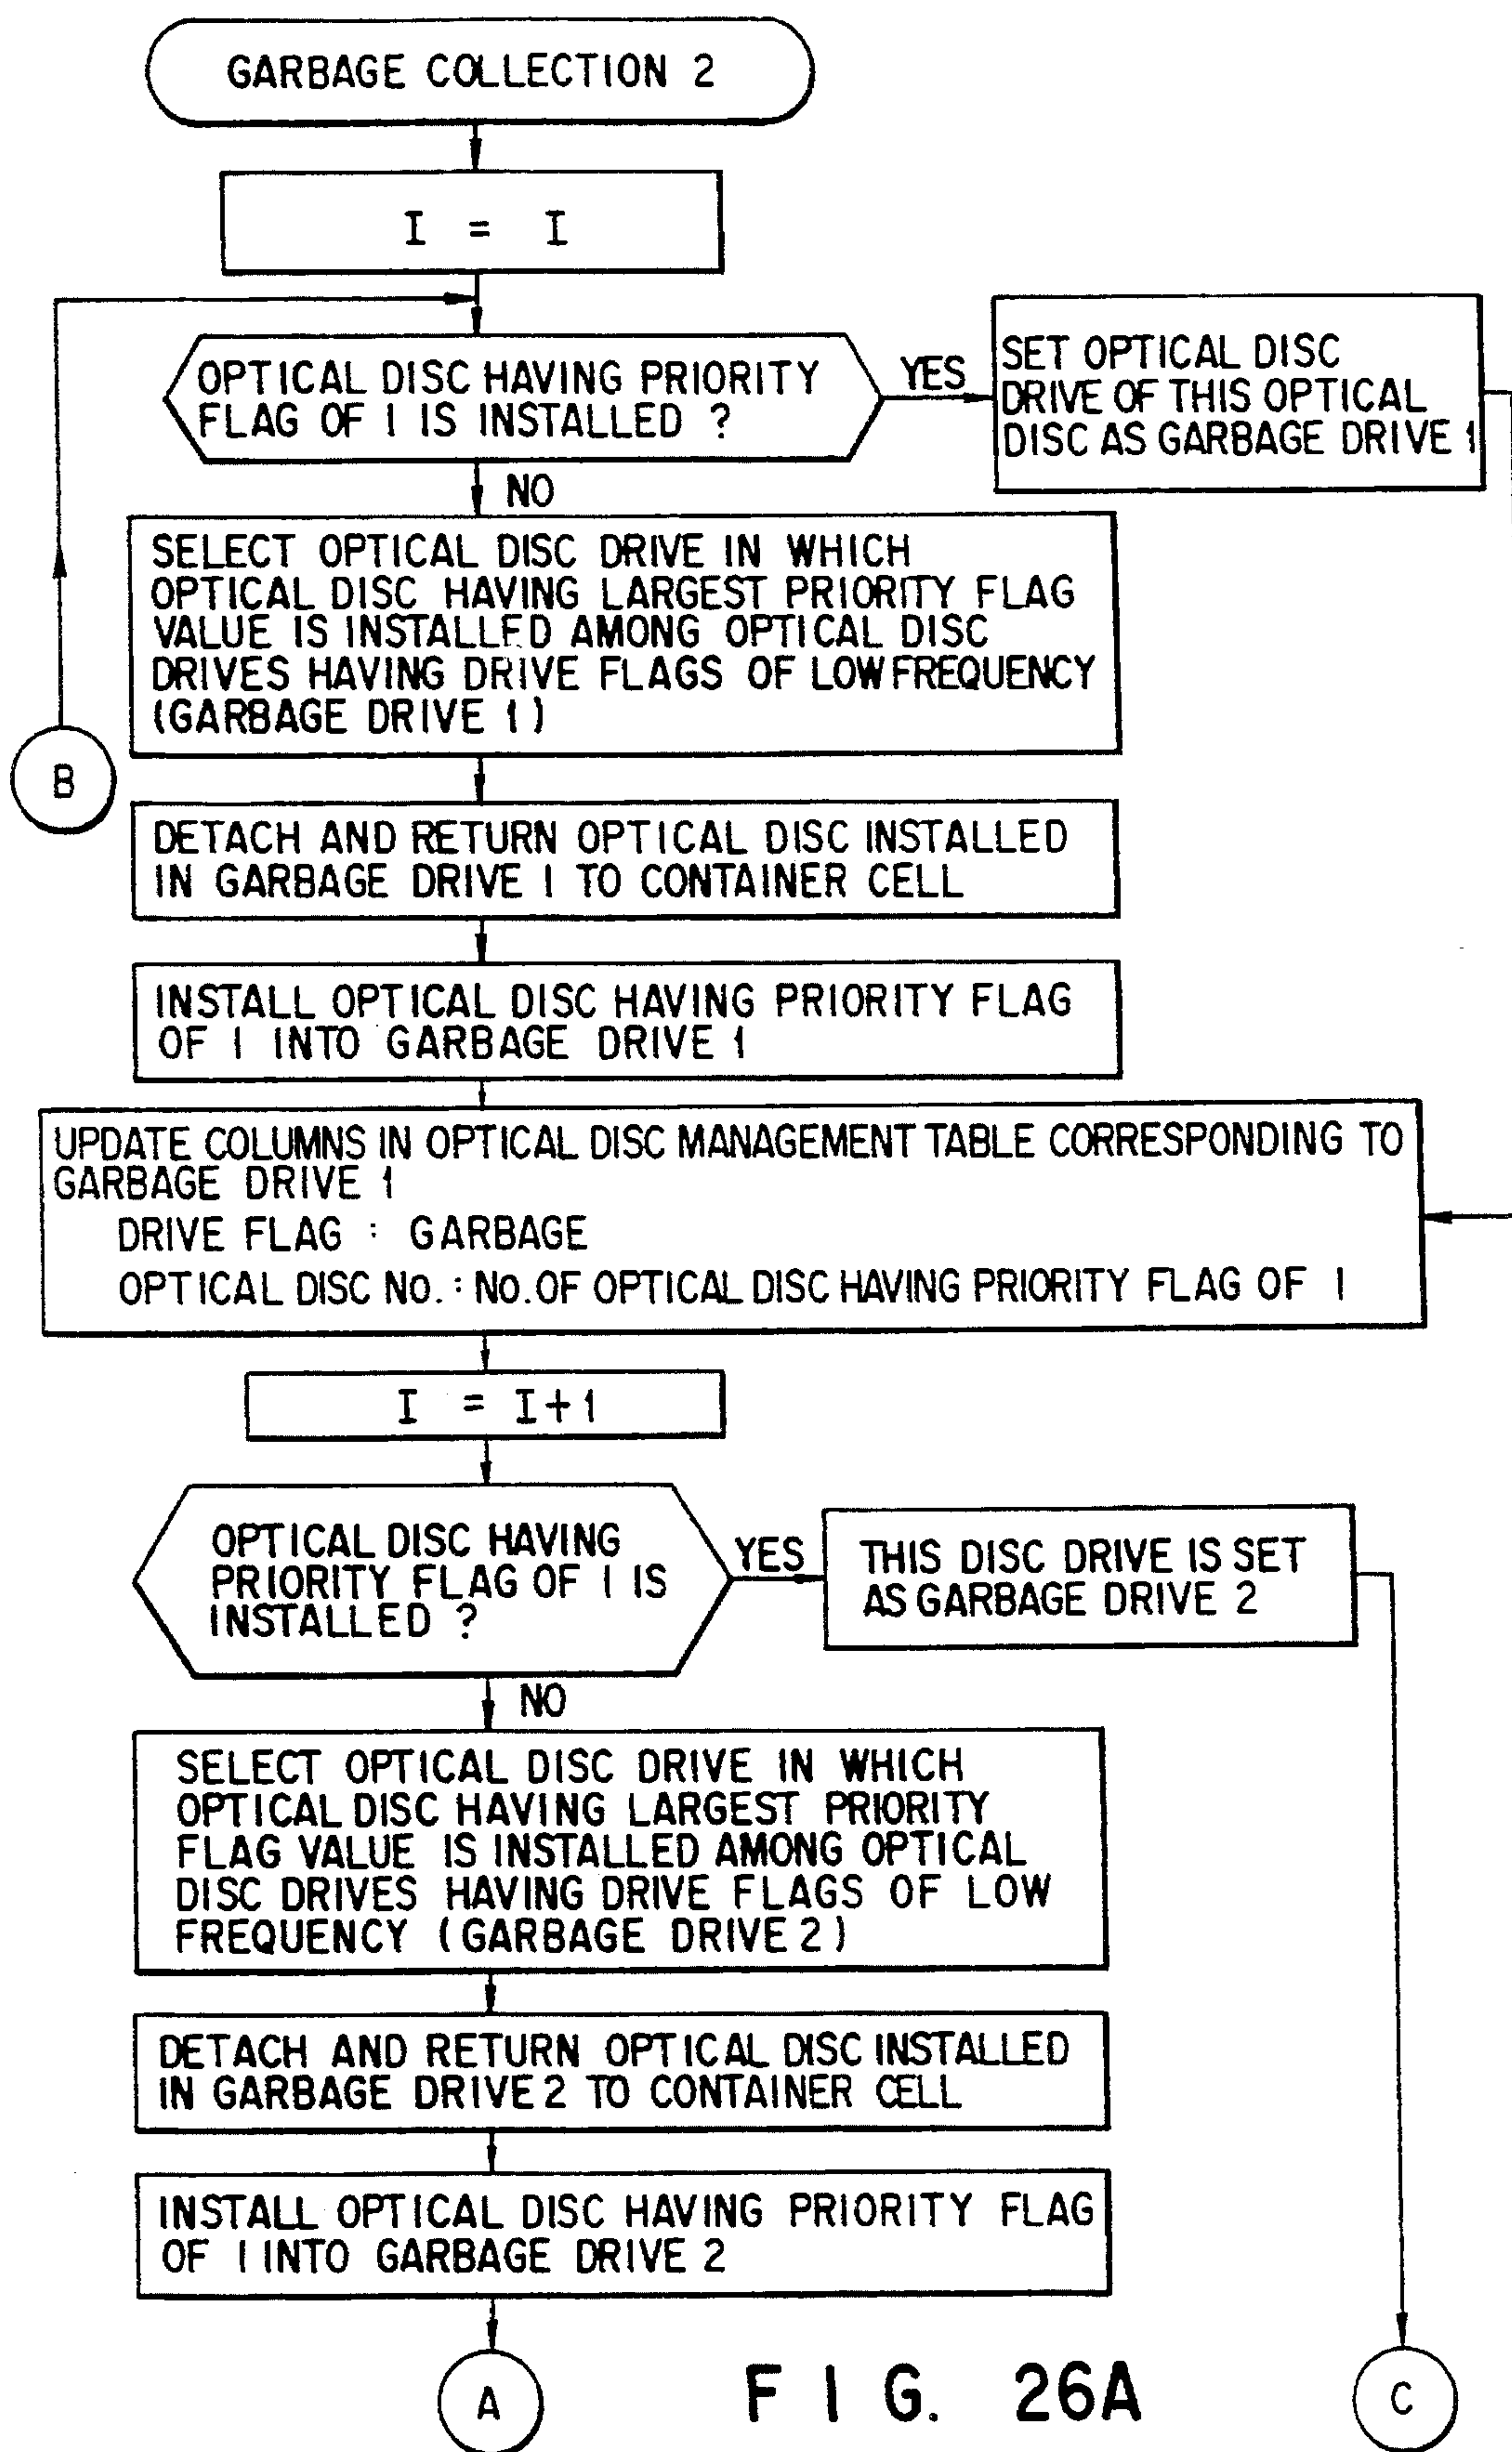 GARBAGE COLLECTION 2
I = I
OPTICAL DISC HAVING PRIORITY
FLAG OF I IS INSTALLED ?
YES
SET OPTICAL DISC
DRIVE OF THIS OPTICAL
DISC AS GARBAGE DRIVE 1
NO
SELECT OPTICAL DISC DRIVE IN WHICH
OPTICAL DISC HAVING LARGEST PRIORITY FLAG
VALUE IS INSTALLED AMONG OPTICAL DISC
DRIVES HAVING DRIVE FLAGS OF LOW FREQUENCY
(GARBAGE DRIVE 1)
B
DETACH AND RETURN OPTICAL DISC INSTALLED
IN GARBAGE DRIVE I TO CONTAINER CELL
INSTALL OPTICAL DISC HAVING PRIORITY FLAG
OF I INTO GARBAGE DRIVE 1
UPDATE COLUMNS IN OPTICAL DISC MANAGEMENT TABLE CORRESPONDING TO
GARBAGE DRIVE 1
DRIVE FLAG : GARBAGE
OPTICAL DISC No. : No. OF OPTICAL DISC HAVING PRIORITY FLAG OF I
I = I+1
OPTICAL DISC HAVING
PRIORITY FLAG OF I IS
INSTALLED ?
YES
THIS DISC DRIVE IS SET
AS GARBAGE DRIVE 2
NO
SELECT OPTICAL DISC DRIVE IN WHICH
OPTICAL DISC HAVING LARGEST PRIORITY
FLAG VALUE IS INSTALLED AMONG OPTICAL
DISC DRIVES HAVING DRIVE FLAGS OF LOW
FREQUENCY (GARBAGE DRIVE 2)
DETACH AND RETURN OPTICAL DISC INSTALLED
IN GARBAGE DRIVE 2 TO CONTAINER CELL
INSTALL OPTICAL DISC HAVING PRIORITY FLAG
OF I INTO GARBAGE DRIVE 2
A
FIG. 26A
C